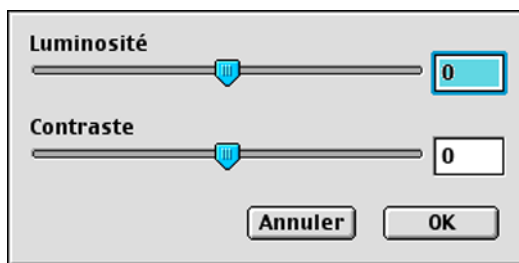 Luminosité
0
Contraste
0
Annuler OK